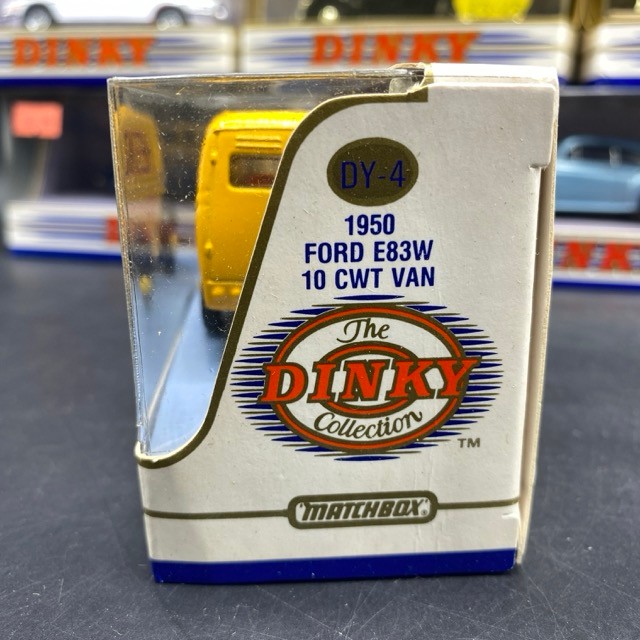 DINKY
DINKY
DY-4
1950
FORD E83W
10 CWT VAN
The
DINKY
Collection
TM
MATCHBOX